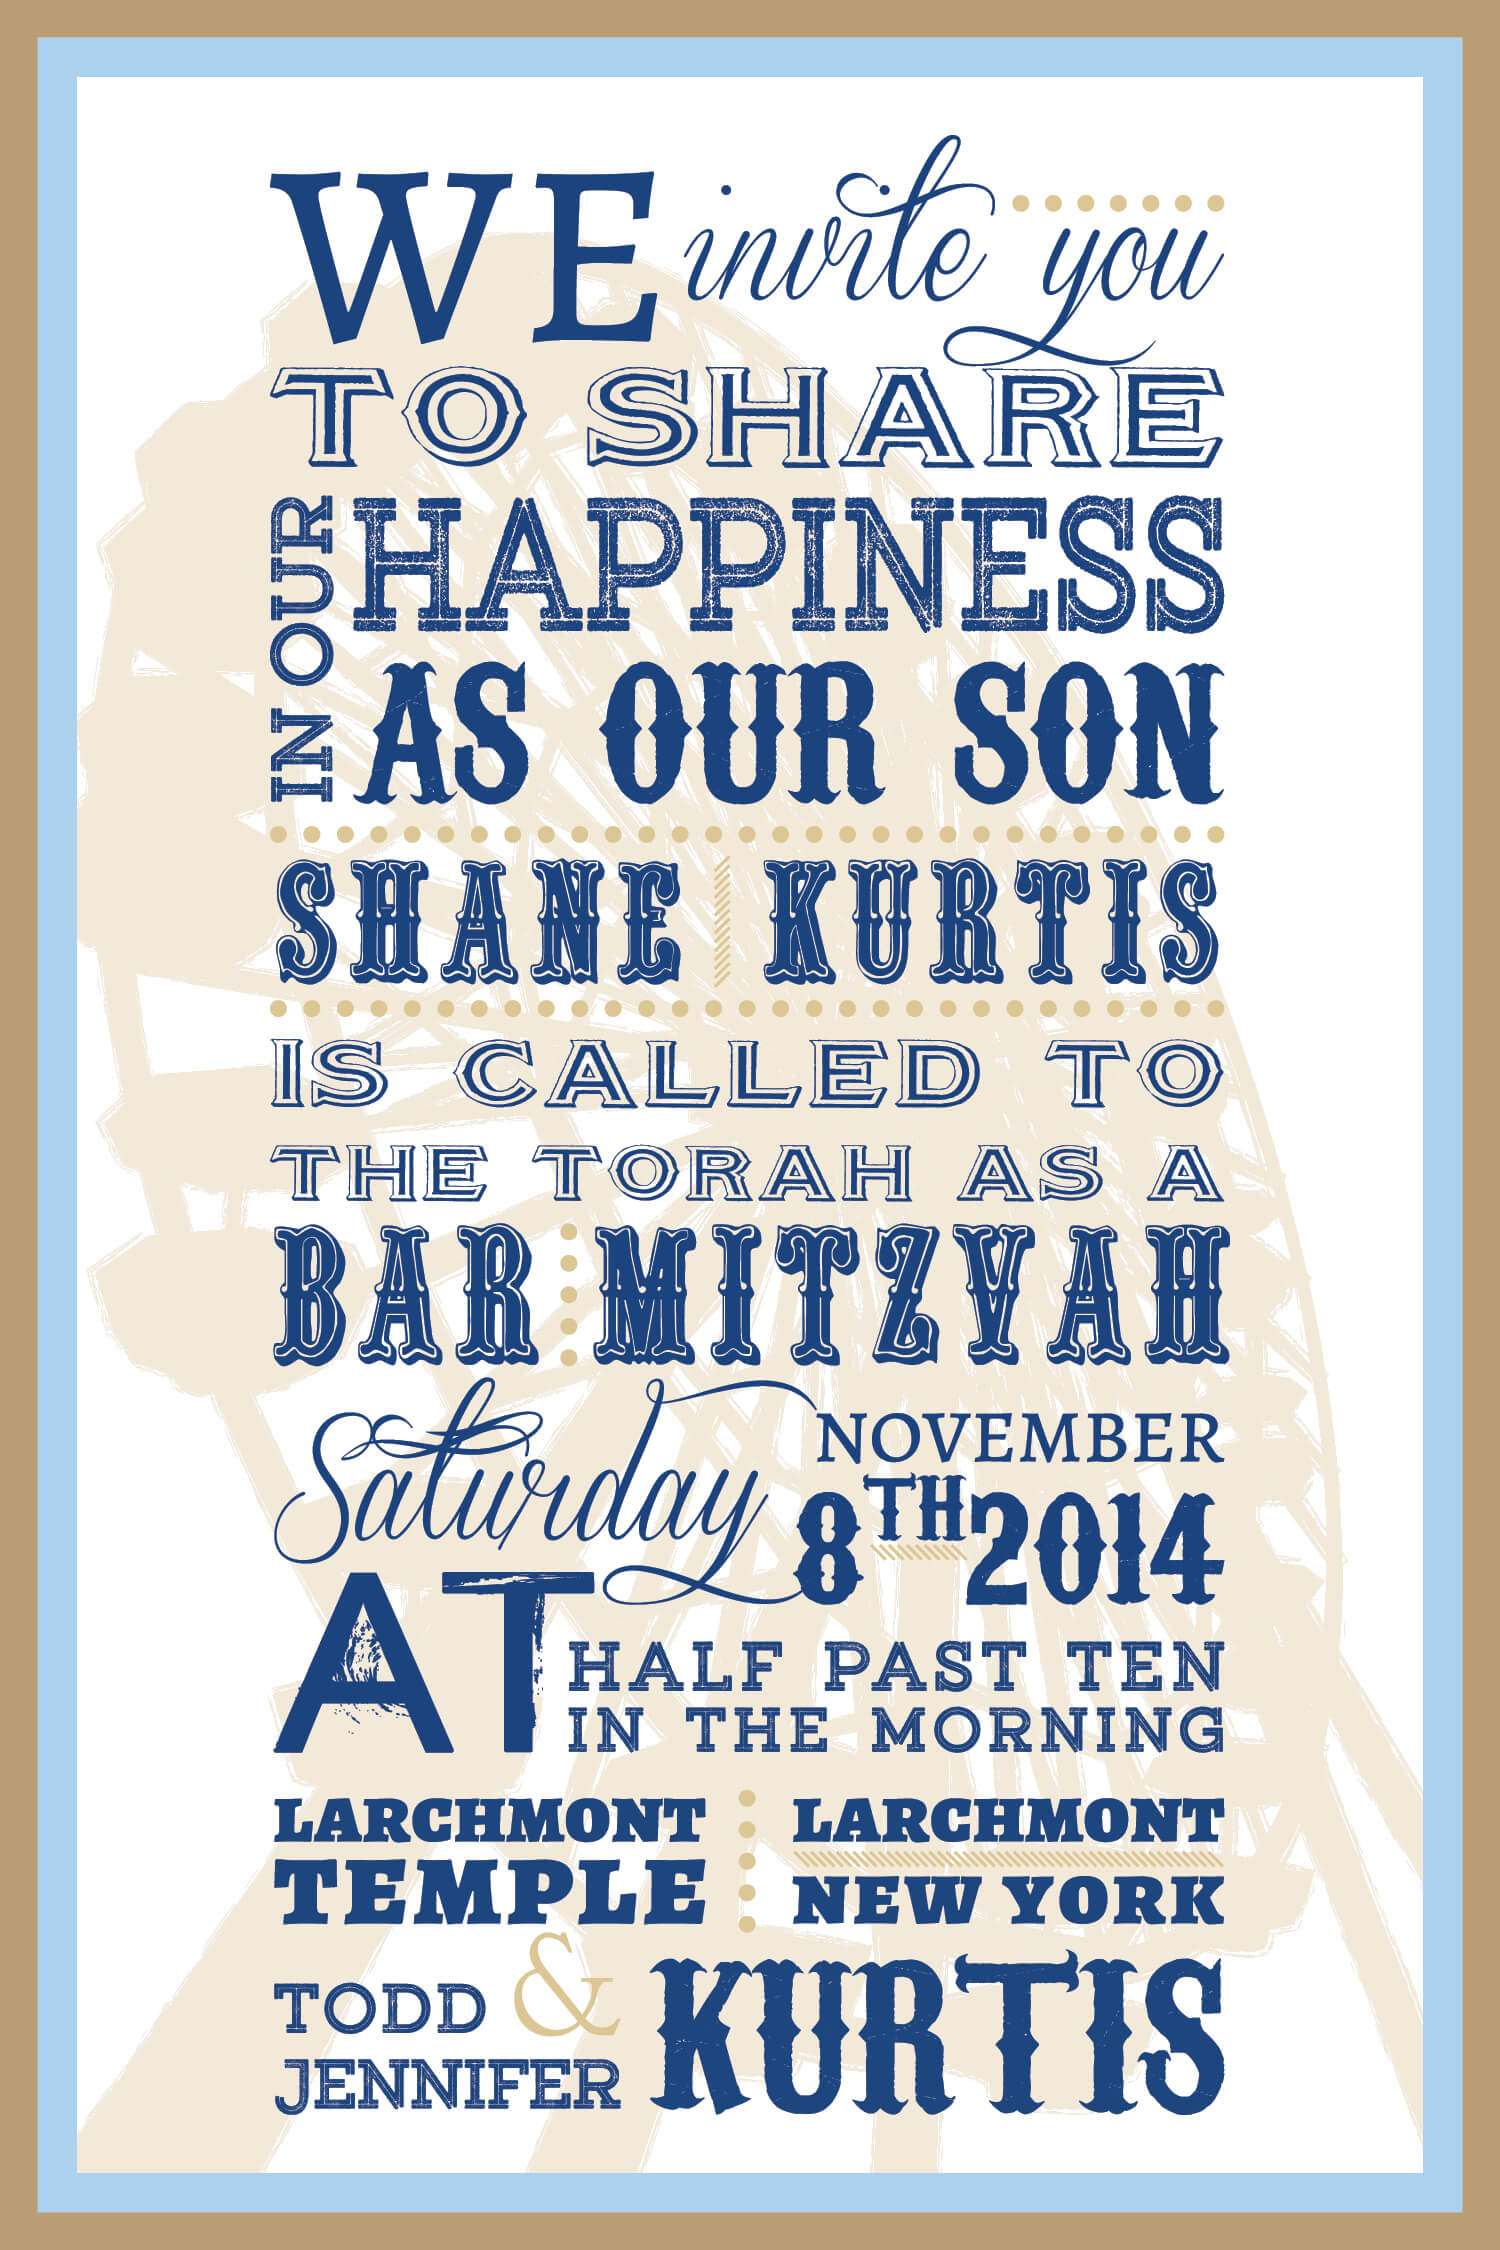 WE invite you
TO SHARE
IN OUR
HAPPINESS
AS OUR SON
SHANE KURTIS
IS CALLED TO
THE TORAH AS A
BAR MITZVAH
Saturday
NOVEMBER
8TH 2014
AT
HALF PAST TEN
IN THE MORNING
LARCHMONT
TEMPLE
LARCHMONT
NEW YORK
TODD &
JENNIFER
KURTIS